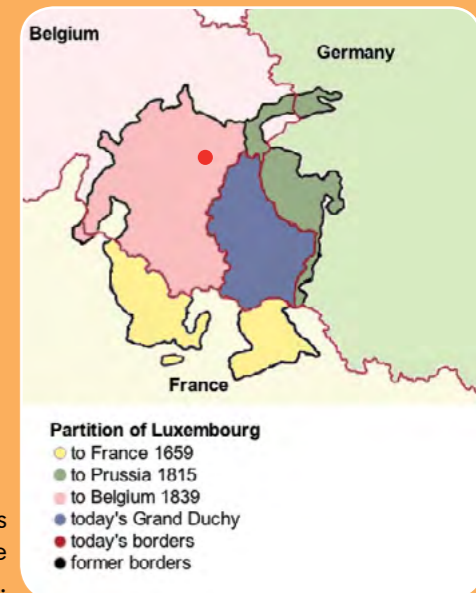 Belgium
Germany
France
Partition of Luxembourg
to France 1659
to Prussia 1815
to Belgium 1839
today's Grand Duchy
today's borders
former borders
s
e